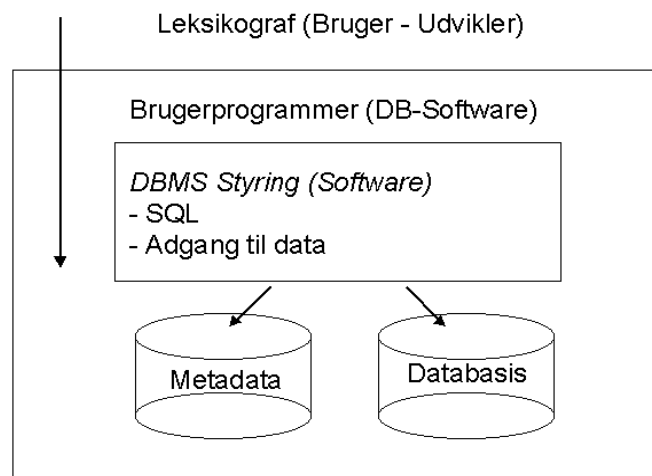 Leksikograf (Bruger - Udvikler)
Brugerprogrammer (DB-Software)
DBMS Styring (Software)
- SQL
- Adgang til data
Metadata
Databasis